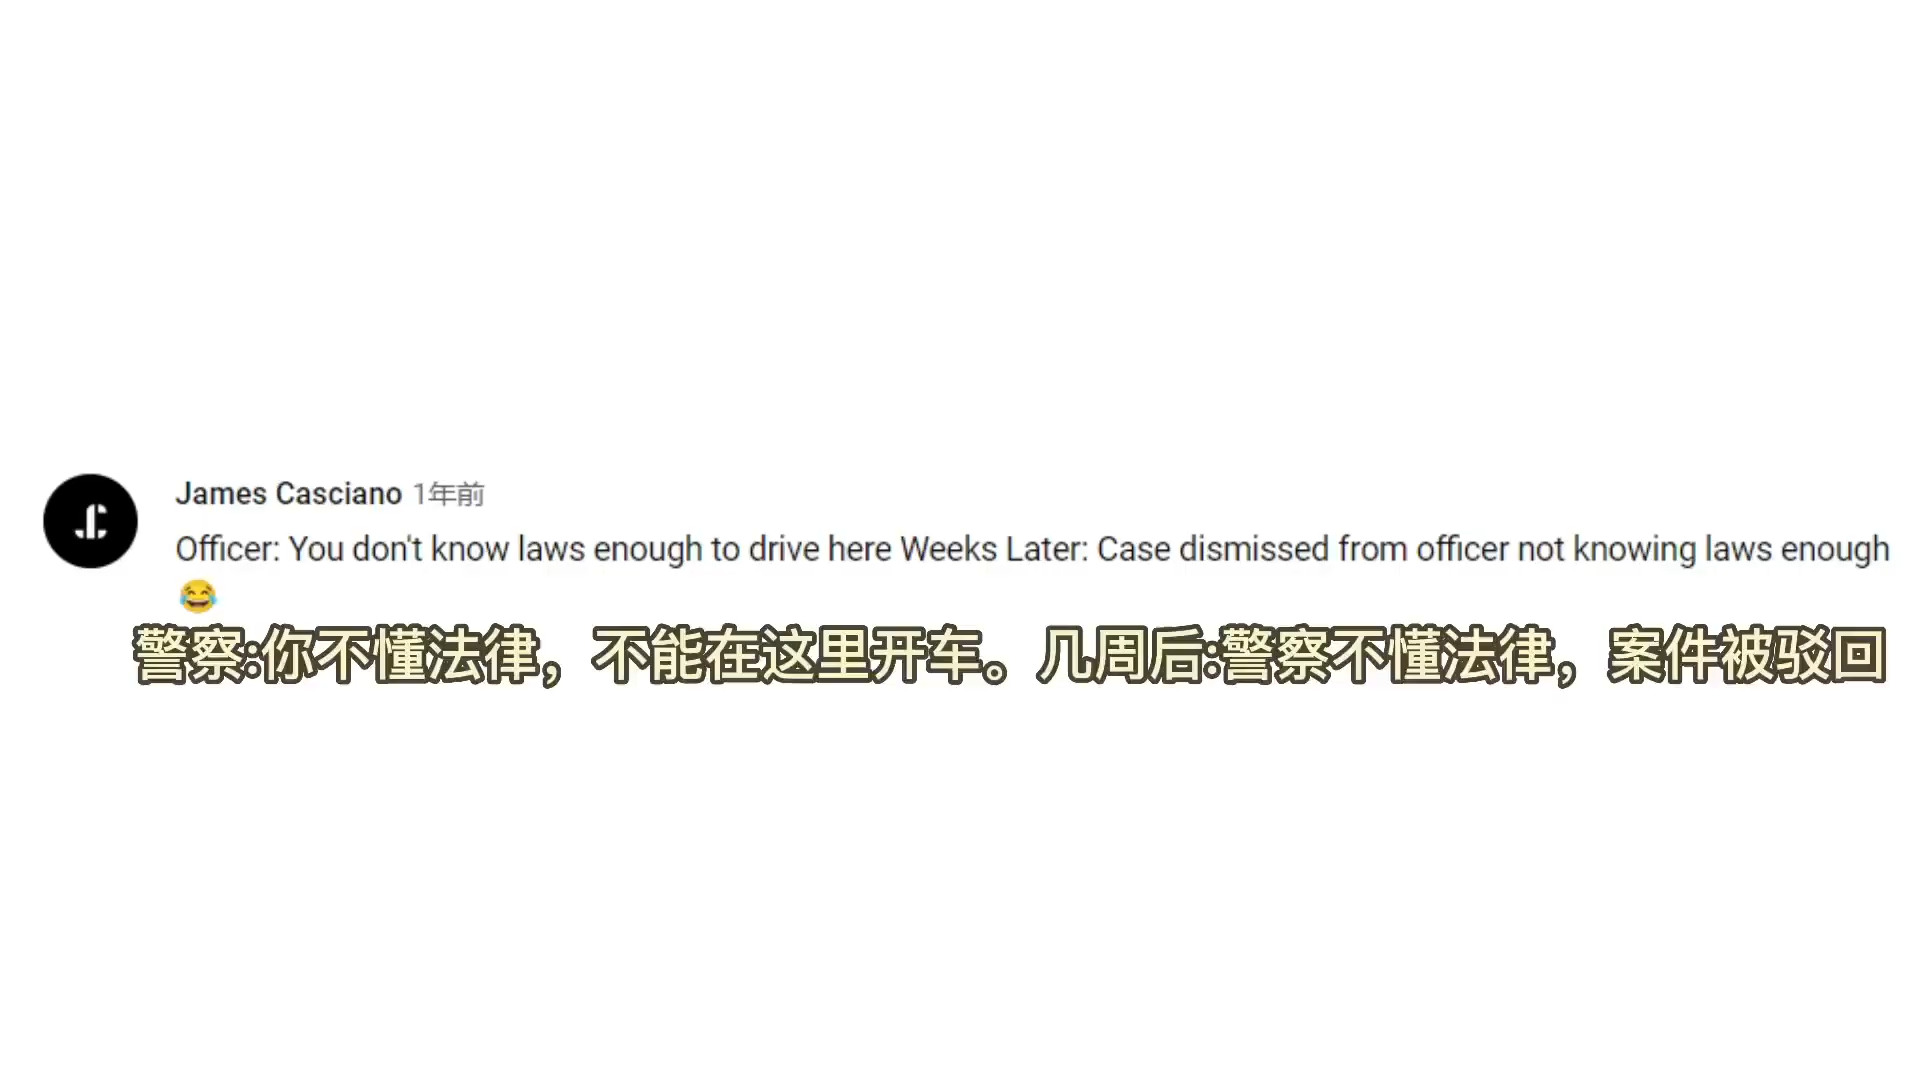 James Casciano 1年前
Officer: You don't know laws enough to drive here Weeks Later: Case dismissed from officer not knowing laws enough
😂
警察:你不懂法律，不能在这里开车。几周后:警察不懂法律，案件被驳回